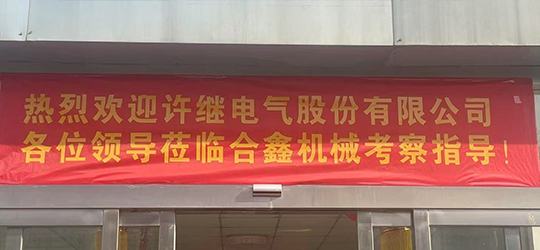 热烈欢迎许继电气股份有限公司
各位领导莅临合鑫机械考察指导！